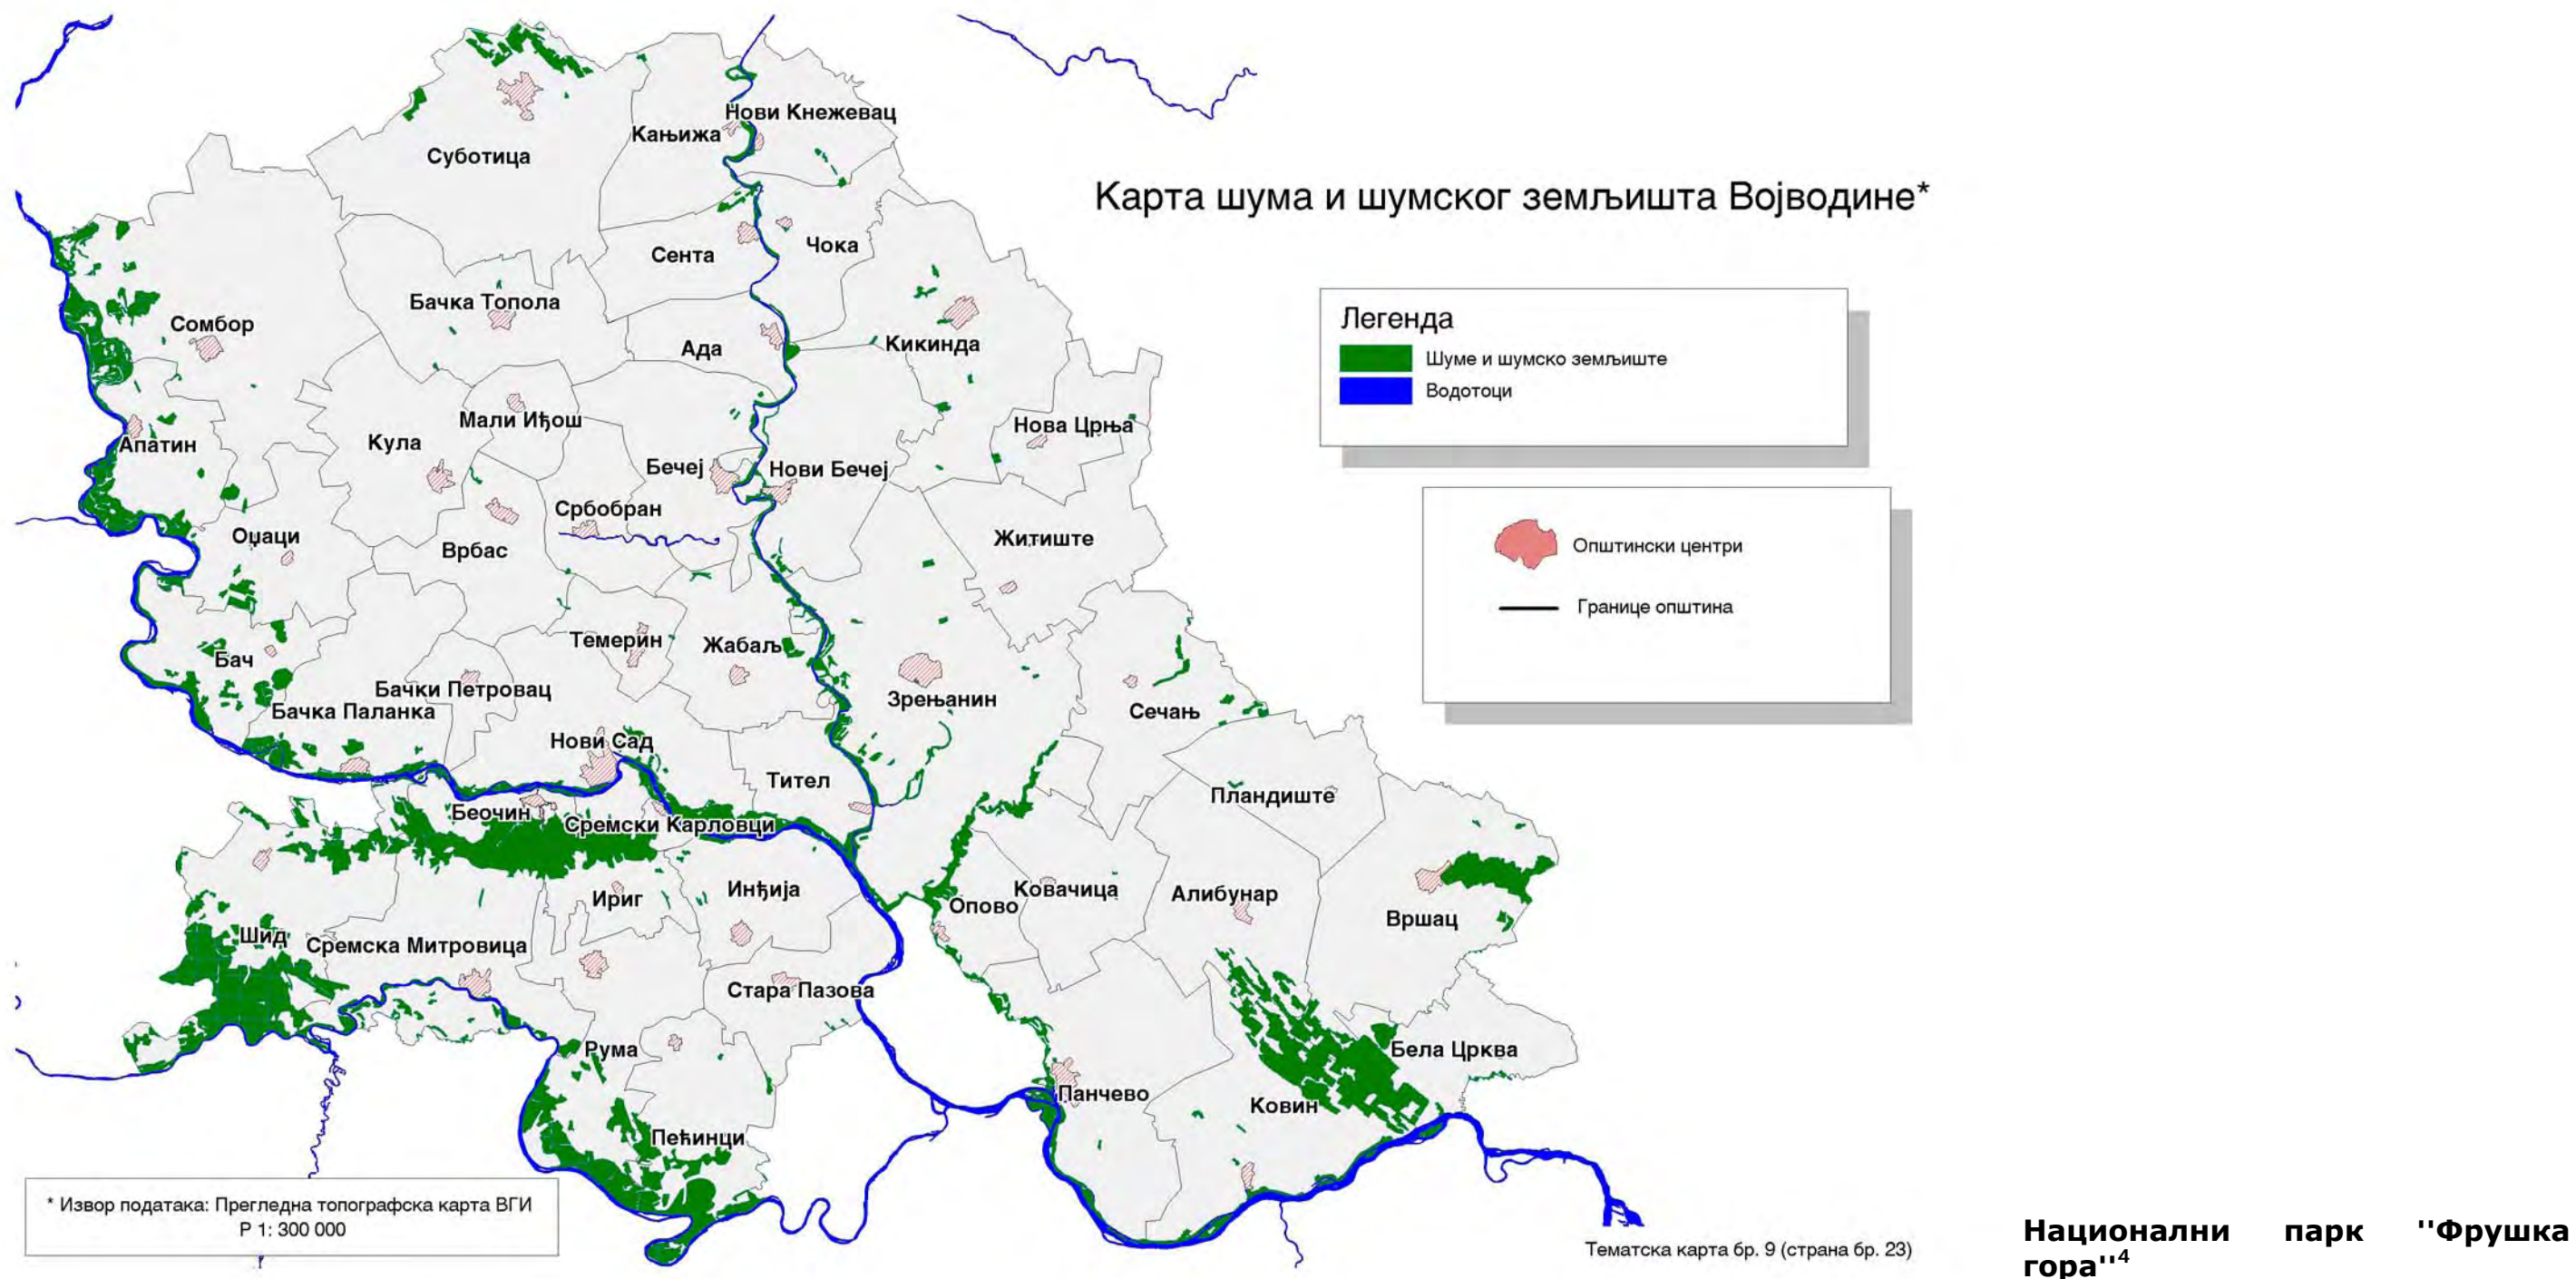 Карта шума и шумског земљишта Војводине*
Легенда
Шуме и шумско земљиште
Водотоци
Општински центри
Границе општина
Нови Кнежевац
Кањижа
Суботица
Чока
Сента
Бачка Топола
Сомбор
Ада
Кикинда
Мали Иђош
Нова Црња
Кула
Апатин
Бечеј
Нови Бечеј
Србобран
Оџаци
Врбас
Житиште
Темерин
Жабаљ
Бач
Бачки Петровац
Зрењанин
Бачка Паланка
Сечањ
Нови Сад
Тител
Пландиште
Беочин
Сремски Карловци
Инђија
Ковачица
Алибунар
Ириг
Опово
Вршац
Шид
Сремска Митровица
Стара Пазова
Рума
Бела Црква
Панчево
Ковин
Пећинци
* Извор података: Прегледна топографска карта ВГИ
Р 1: 300 000
Тематска карта бр. 9 (страна бр. 23)
Национални парк ''Фрушка
гора''4